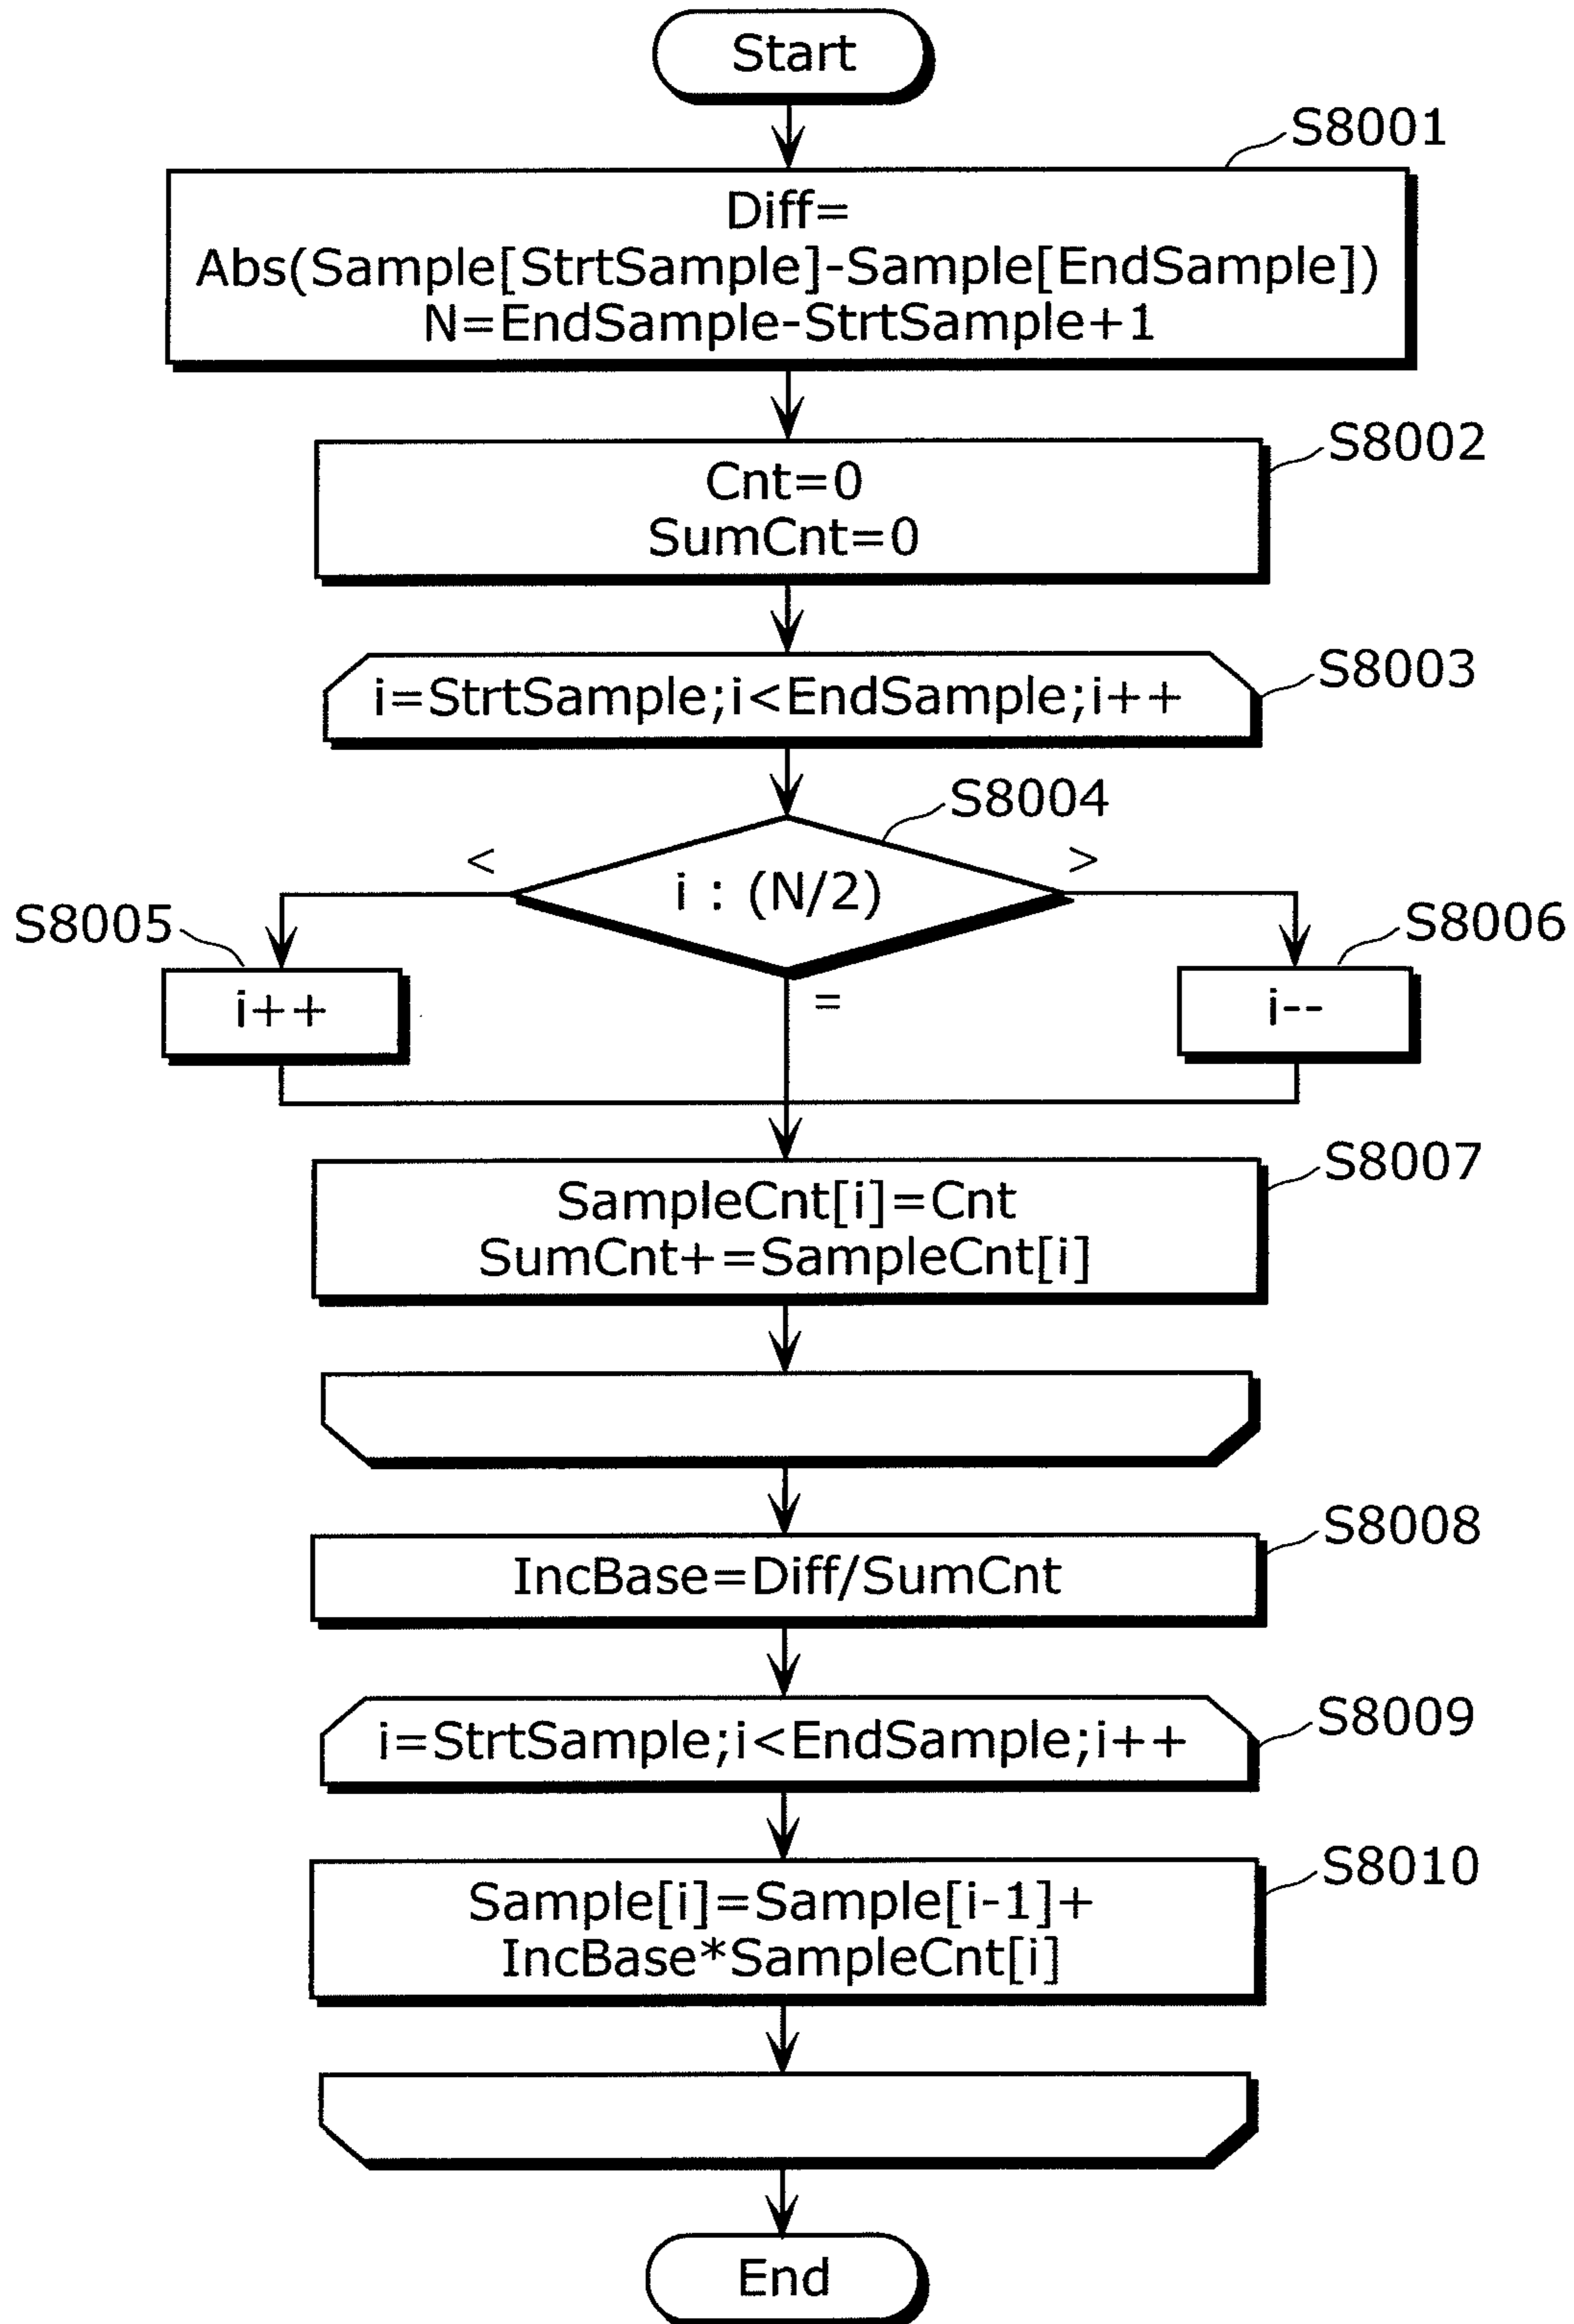 Start
S8001
Diff=
Abs(Sample[StrtSample]-Sample[EndSample])
N=EndSample-StrtSample+1
S8002
Cnt=0
SumCnt=0
S8003
i=StrtSample;i<EndSample;i++
S8004
<
>
i : (N/2)
S8005
S8006
i++
=
i--
S8007
SampleCnt[i]=Cnt
SumCnt+=SampleCnt[i]
S8008
IncBase=Diff/SumCnt
S8009
i=StrtSample;i<EndSample;i++
S8010
Sample[i]=Sample[i-1]+
IncBase*SampleCnt[i]
End